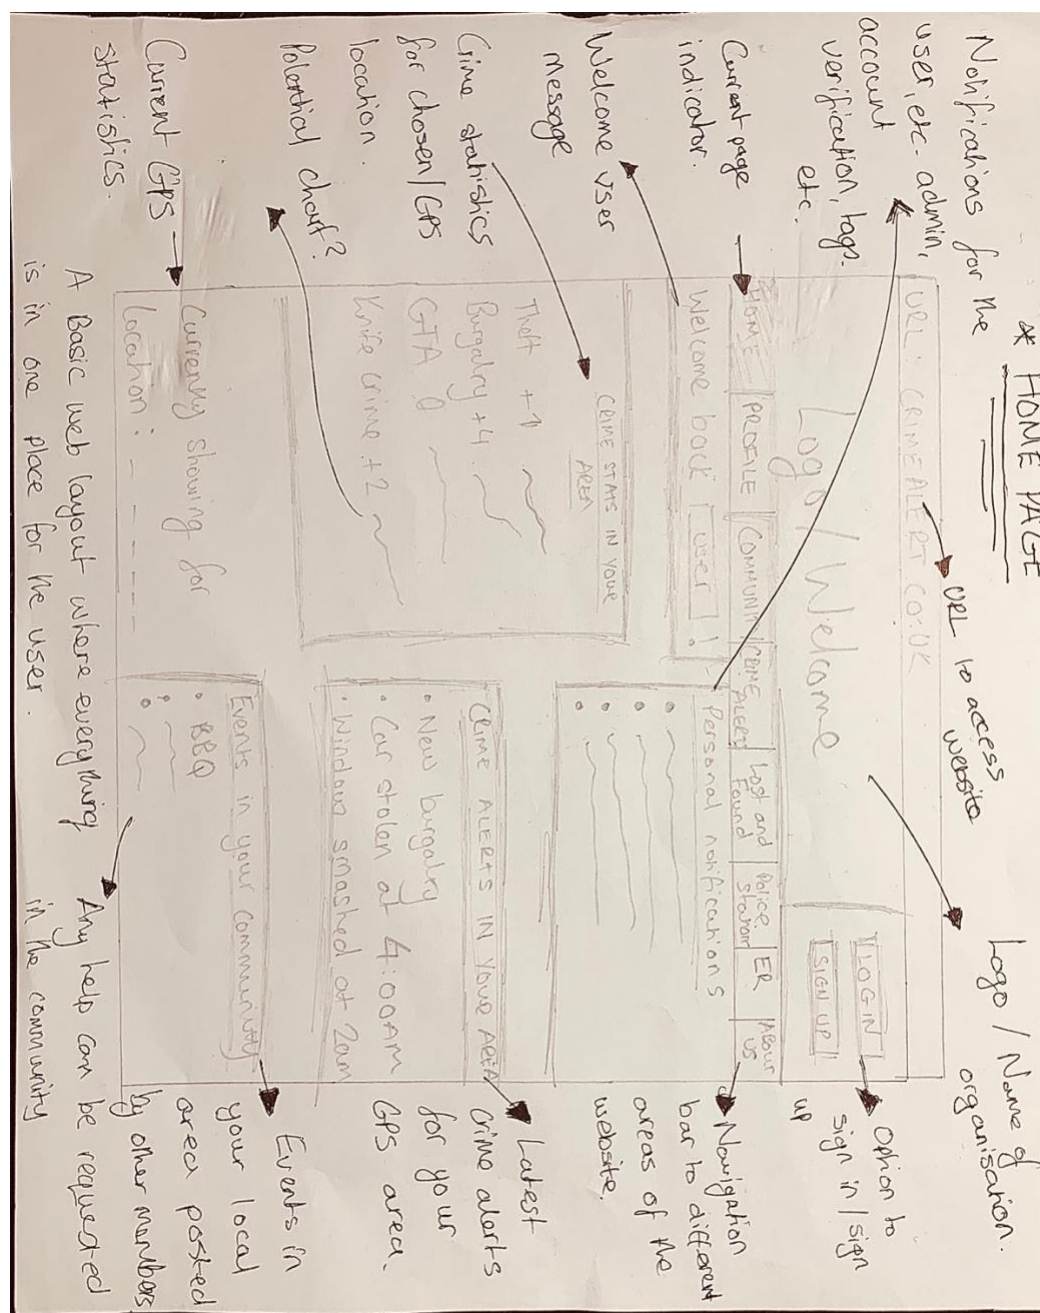 * HOME PAGE
Notifications for the
user, etc - admin,
account
verification, tags.
etc.
Current page
indicator.
Welcome user
message
Crime statistics
for chosen/GPS
location.
Potential chart?
Current GPS
statistics.
URL: CRIMEALERT.CO.UK
Logo / Welcome
LOGIN
SIGN UP
HOME
PROFILE
COMMUNIT
CRIME
ALERT
Lost and
Found
Police
Station
ER
ABOUT
US
Welcome back user !
Personal notifications
CRIME STATS IN YOUR
AREA
Theft +1
Burgalry +4
GTA 0
Knife crime +2
CRIME ALERTS IN YOUR AREA
• New burgalry
• Car stolen at 4:00AM
• Window smashed at 2am
Currently showing for
location: - - - - -
Events in your community
• BBQ
URL to access
website
Logo / Name of
organisation.
Option to
sign in / sign
up
Navigation
bar to different
areas of the
website.
Latest
crime alerts
for your
GPS area.
Events in
your local
area posted
by other members
A Basic web layout where everything
is in one place for the user.
Any help can be requested
in the community